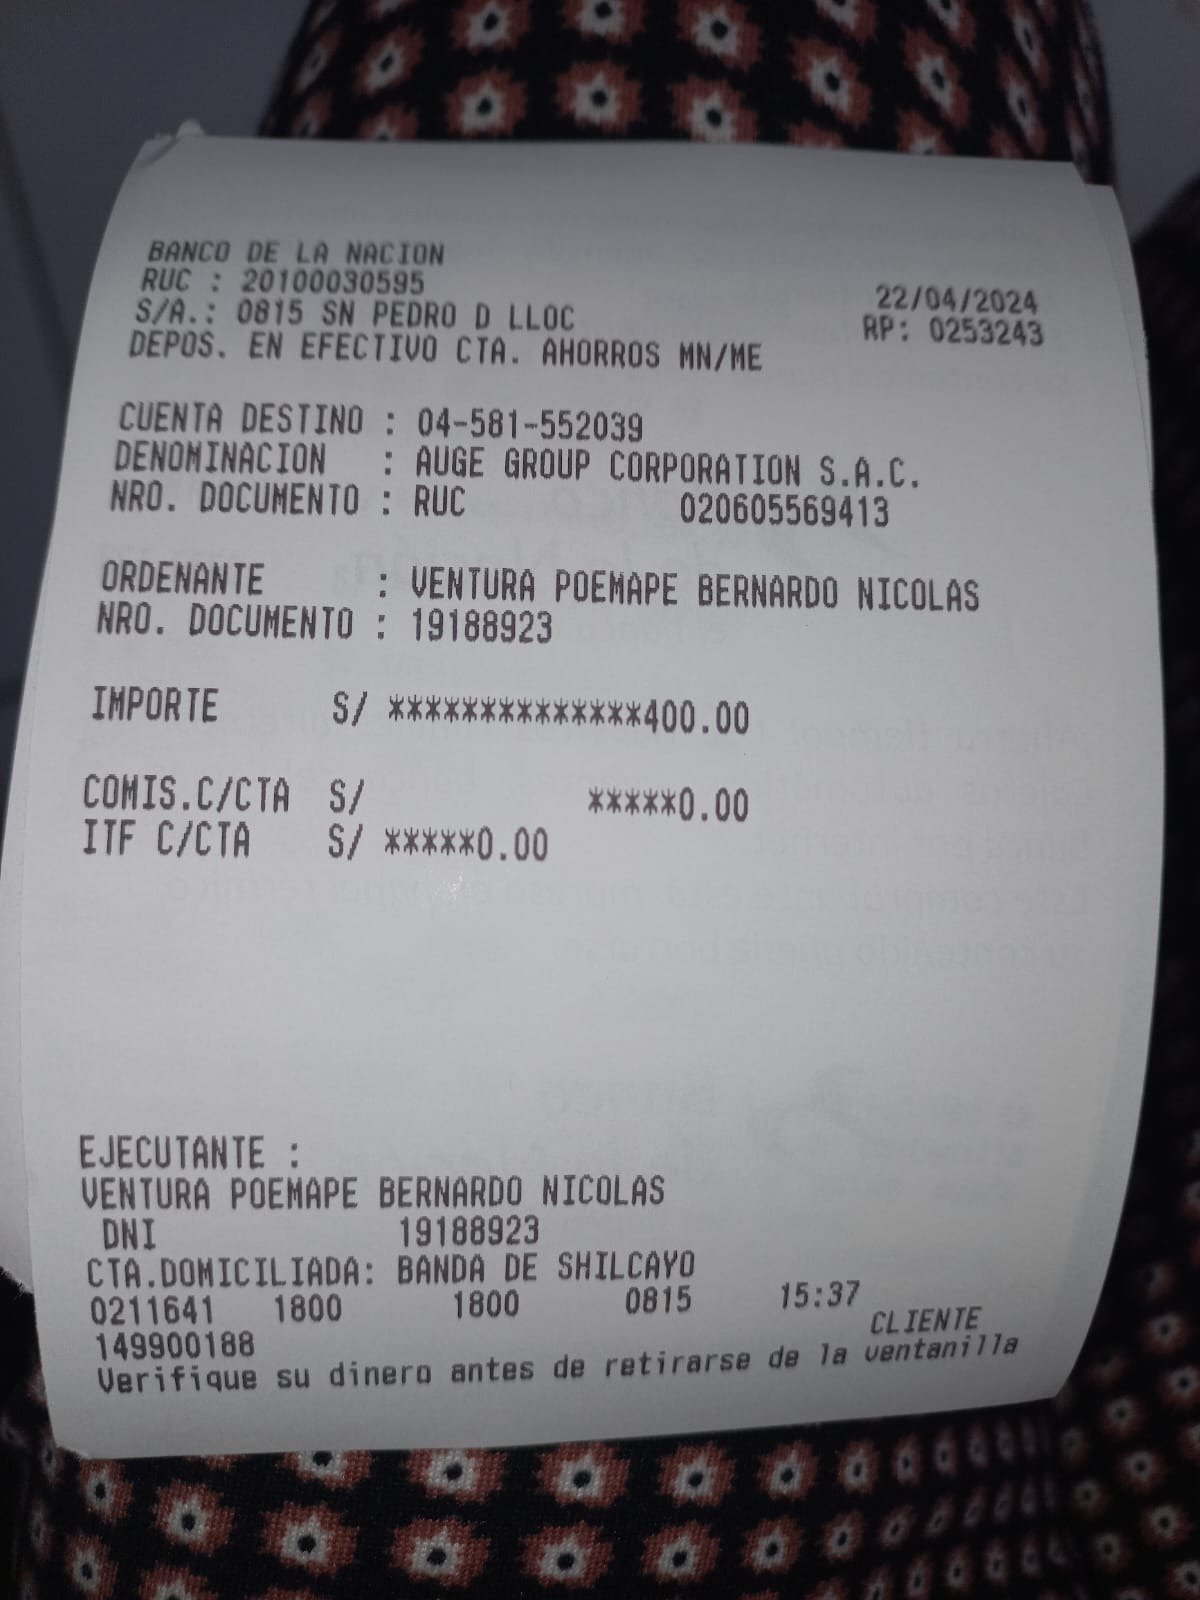 BANCO DE LA NACION
RUC : 20100030595
22/04/2024
S/A.: 0815 SN PEDRO D LLOC
RP: 0253243
DEPOS. EN EFECTIVO CTA. AHORROS MN/ME
CUENTA DESTINO : 04-581-552039
DENOMINACION : AUGE GROUP CORPORATION S.A.C.
NRO. DOCUMENTO : RUC 020605569413
ORDENANTE : VENTURA POEMAPE BERNARDO NICOLAS
NRO. DOCUMENTO : 19188923
IMPORTE S/ **************400.00
COMIS.C/CTA S/ *****0.00
ITF C/CTA S/ *****0.00
EJECUTANTE :
VENTURA POEMAPE BERNARDO NICOLAS
DNI 19188923
CTA.DOMICILIADA: BANDA DE SHILCAYO
0211641 1800 1800 0815 15:37
CLIENTE
149900188
Verifique su dinero antes de retirarse de la ventanilla